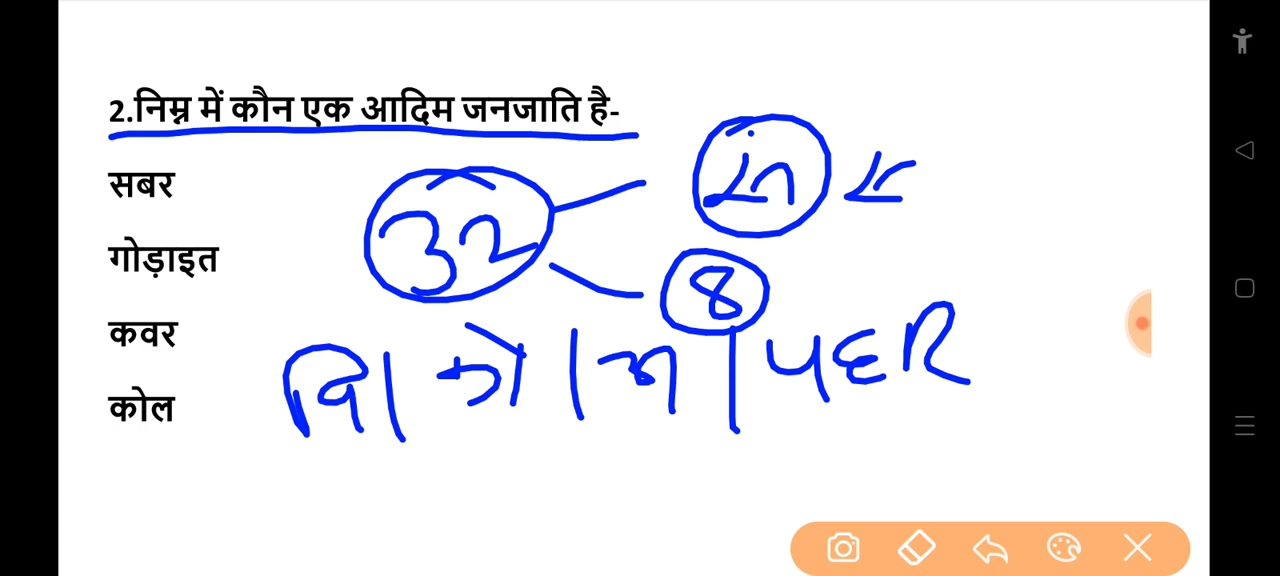 2.निम्न में कौन एक आदिम जनजाति है-
सबर
32
गोड़ाइत
8
कवर
कोल